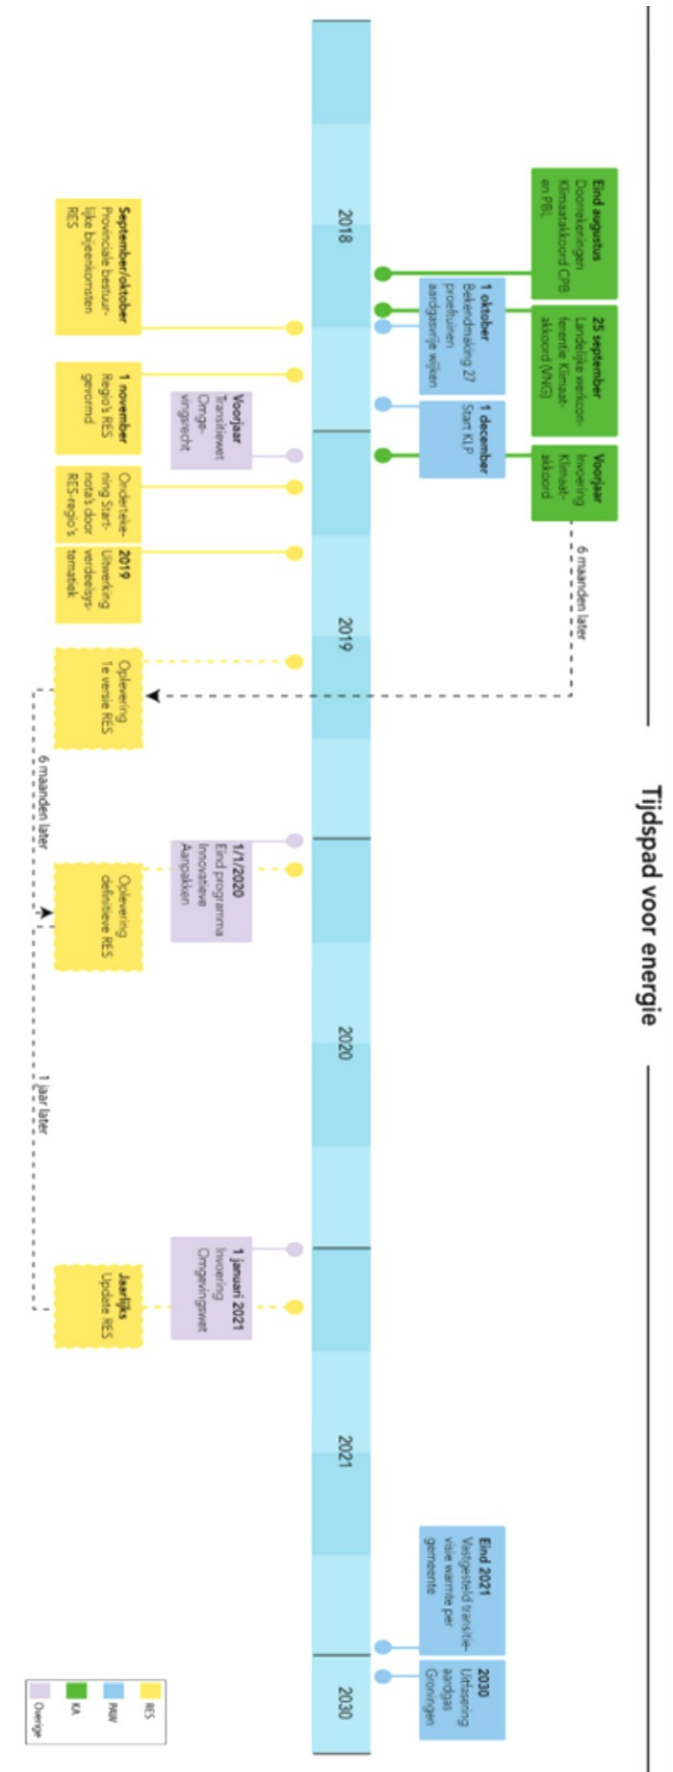 Tijdspad voor energie
Eind augustus
Doorrekeningen
Klimaatakkoord CPB
en PBL
25 september
Landelijke werkcon-
ferentie Klimaat-
akkoord (VNG)
Voorjaar
Invoering
Klimaat-
akkoord
6 maanden later
1 oktober
Bekendmaking 27
proeftuinen
aardgasvrije wijken
1 december
Start KLP
Eind 2021
Vastgesteld transitie-
visie warmte per
gemeente
2030
Uitfasering
aardgas
Groningen
2018
2019
2020
2021
2030
Voorjaar
Transitiewet
Omge-
vingsrecht
1/1/2020
Eind programma
Innovatieve
Aanpakken
1 januari 2021
Invoering
Omgevingswet
September/oktober
Provinciale bestuur-
lijke bijeenkomsten
RES
1 november
Regio's RES
gevormd
Onderteke-
ning Start-
nota's door
RES-regio's
2019
Uitwerking
verdeelsys-
tematiek
Oplevering
1e versie RES
Oplevering
definitieve RES
Jaarlijks
Update RES
6 maanden later
1 jaar later
RES
PAW
KA
Overige